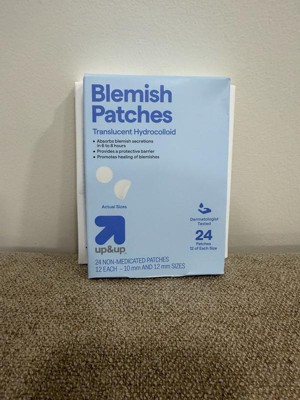 Blemish
Patches
Translucent Hydrocolloid
• Absorbs blemish secretions
in 6 to 8 hours
• Provides a protective barrier
• Promotes healing of blemishes
Actual Sizes
up&up
Dermatologist
Tested
24
Patches
12 of Each Size
24 NON-MEDICATED PATCHES
12 EACH – 10 mm AND 12 mm SIZES